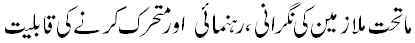 ماتحت ملازمین کی نگرانی ، رہنمائی اور متحرک کرنے کی قابلیت